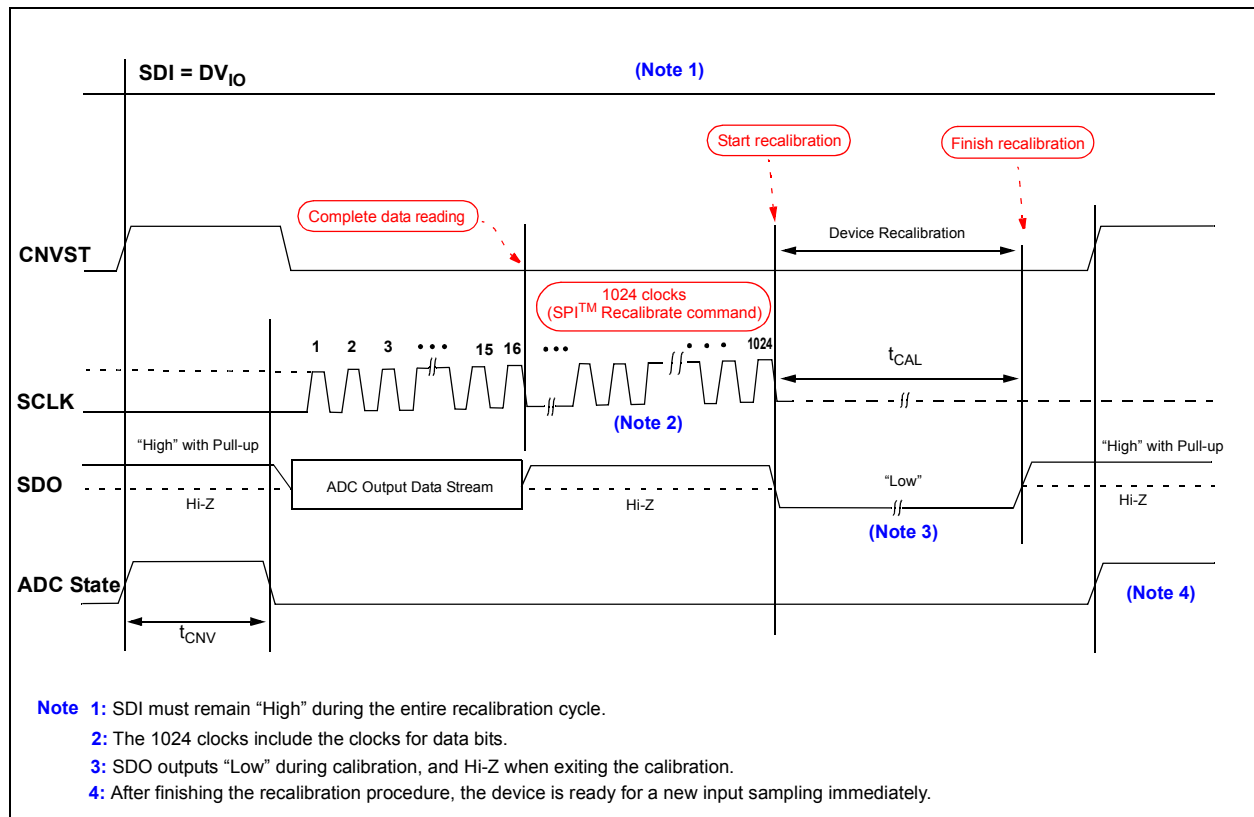 SDI = DVIO
(Note 1)
Start recalibration
Finish recalibration
Complete data reading
Device Recalibration
CNVST
1024 clocks
(SPITM Recalibrate command)
1 2 3 ••• 15 16 ••• • • • 1024
tCAL
SCLK
(Note 2)
"High" with Pull-up
"High" with Pull-up
SDO
ADC Output Data Stream
"Low"
Hi-Z
Hi-Z
Hi-Z
(Note 3)
ADC State
(Note 4)
tCNV
Note 1: SDI must remain "High" during the entire recalibration cycle.
2: The 1024 clocks include the clocks for data bits.
3: SDO outputs "Low" during calibration, and Hi-Z when exiting the calibration.
4: After finishing the recalibration procedure, the device is ready for a new input sampling immediately.